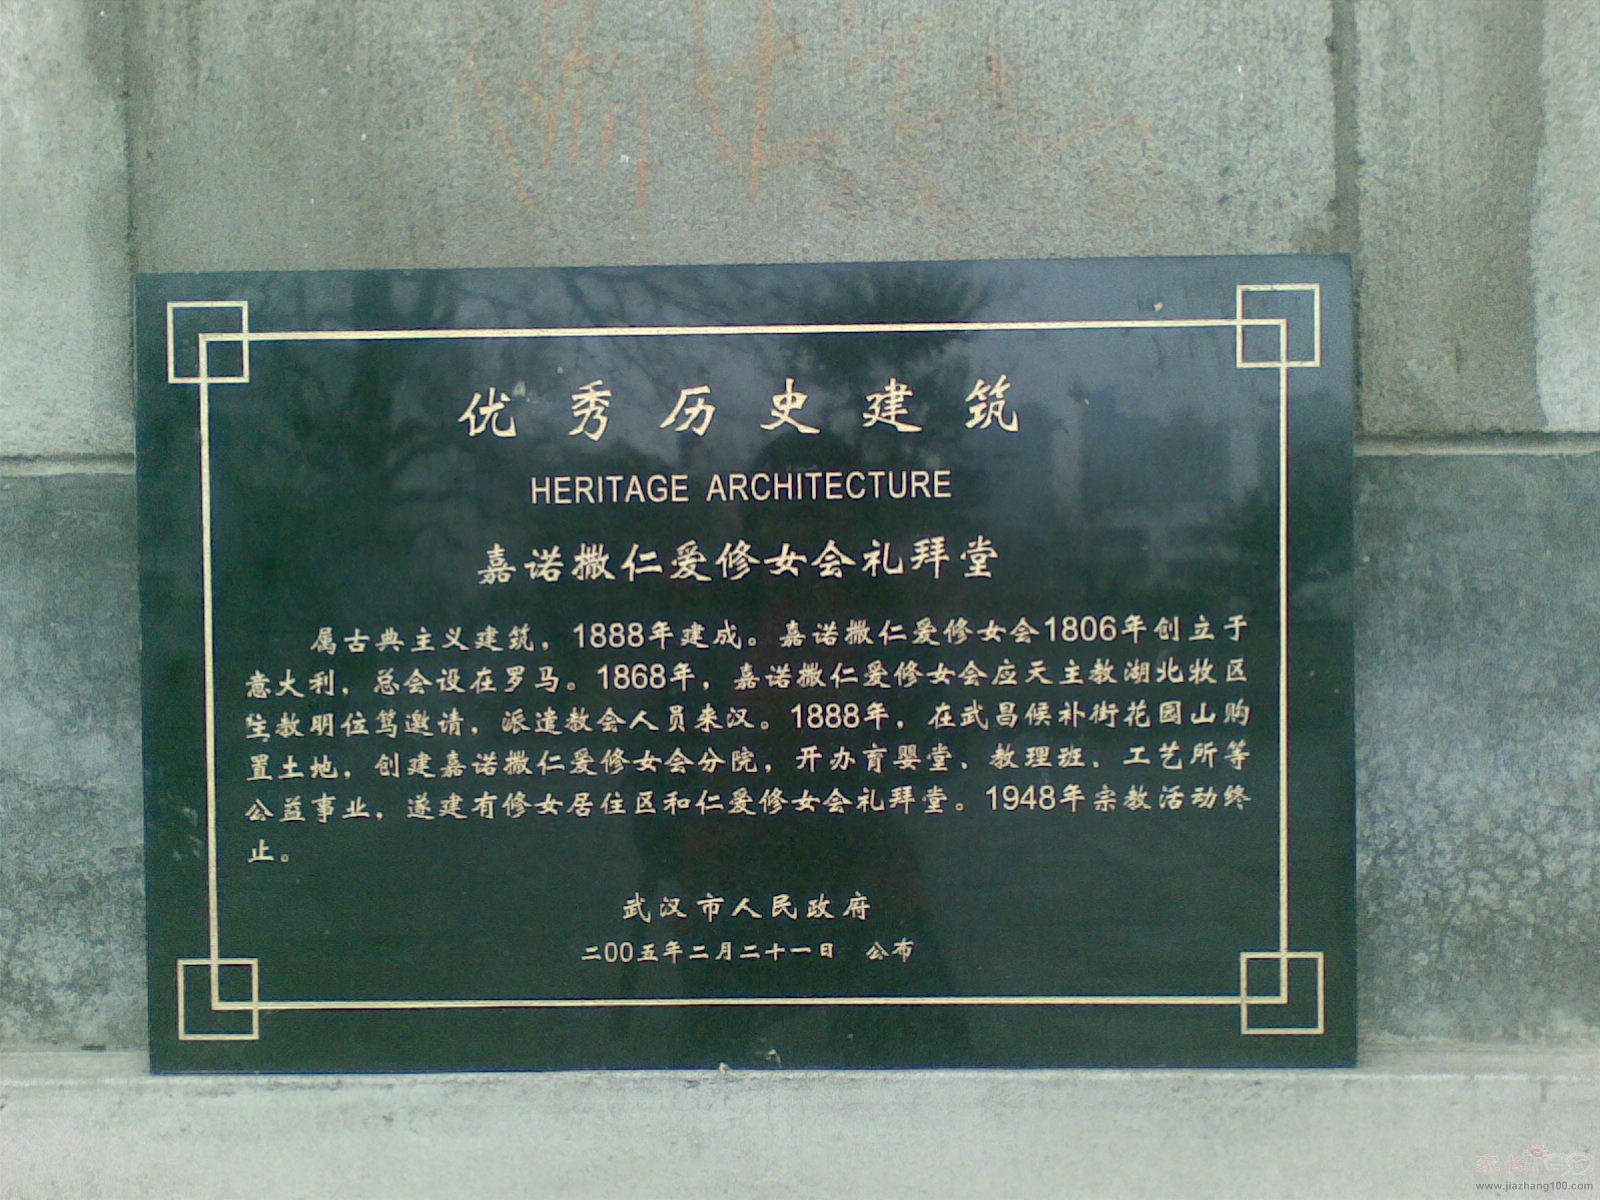 优秀历史建筑
HERITAGE ARCHITECTURE
嘉诺撒仁爱修女会礼拜堂
属古典主义建筑，1888年建成。嘉诺撒仁爱修女会1806年创立于
意大利，总会设在罗马。1868年，嘉诺撒仁爱修女会应天主教湖北牧区
主教明位笃邀请，派遣教会人员来汉。1888年，在武昌候补街花园山购
置土地，创建嘉诺撒仁爱修女会分院，开办育婴堂、教理班、工艺所等
公益事业，遂建有修女居住区和仁爱修女会礼拜堂。1948年宗教活动终
止。
武汉市人民政府
二00五年二月二十一日 公布
www.jiazhang100.com